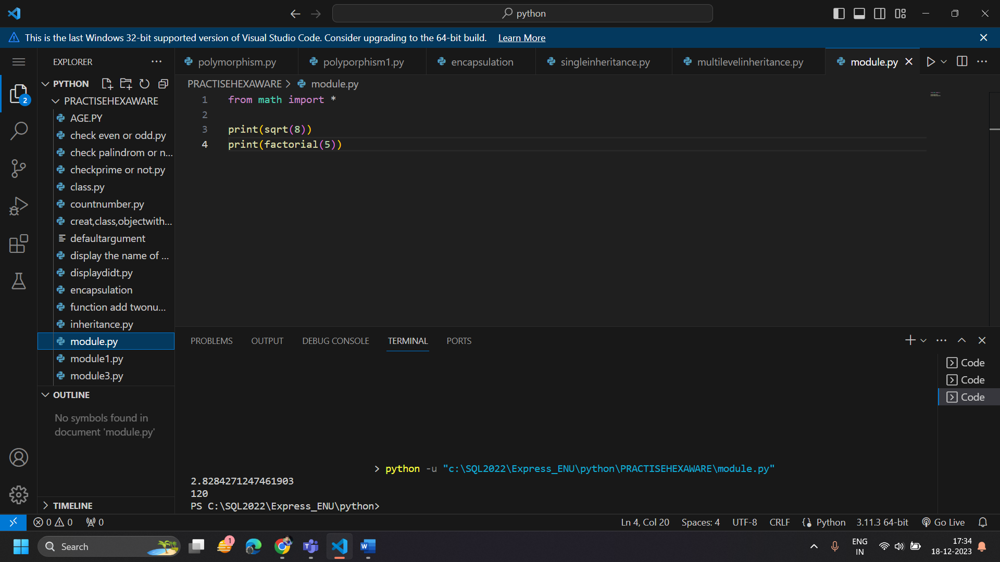 python
This is the last Windows 32-bit supported version of Visual Studio Code. Consider upgrading to the 64-bit build. Learn More
EXPLORER
polymorphism.py
polyporphism1.py
encapsulation
singleinheritance.py
multilevelinheritance.py
module.py
PYTHON
PRACTISEHEXAWARE
AGE.PY
check even or odd.py
check palindrom or n...
checkprime or not.py
class.py
countnumber.py
creat,class,objectwith...
defaultargument
display the name of ...
displaydidt.py
encapsulation
function add twonu...
inheritance.py
module.py
module1.py
module3.py
OUTLINE
No symbols found in
document 'module.py'
TIMELINE
2
PRACTISEHEXAWARE > module.py
1 from math import *
2
3 print(sqrt(8))
4 print(factorial(5))
PROBLEMS
OUTPUT
DEBUG CONSOLE
TERMINAL
PORTS
Code
Code
Code
> python -u "c:\SQL2022\Express_ENU\python\PRACTISEHEXAWARE\module.py"
2.8284271247461903
120
PS C:\SQL2022\Express_ENU\python>
0 0 0
Ln 4, Col 20
Spaces: 4
UTF-8
CRLF
Python
3.11.3 64-bit
Go Live
Search
1
ENG
IN
17:34
18-12-2023